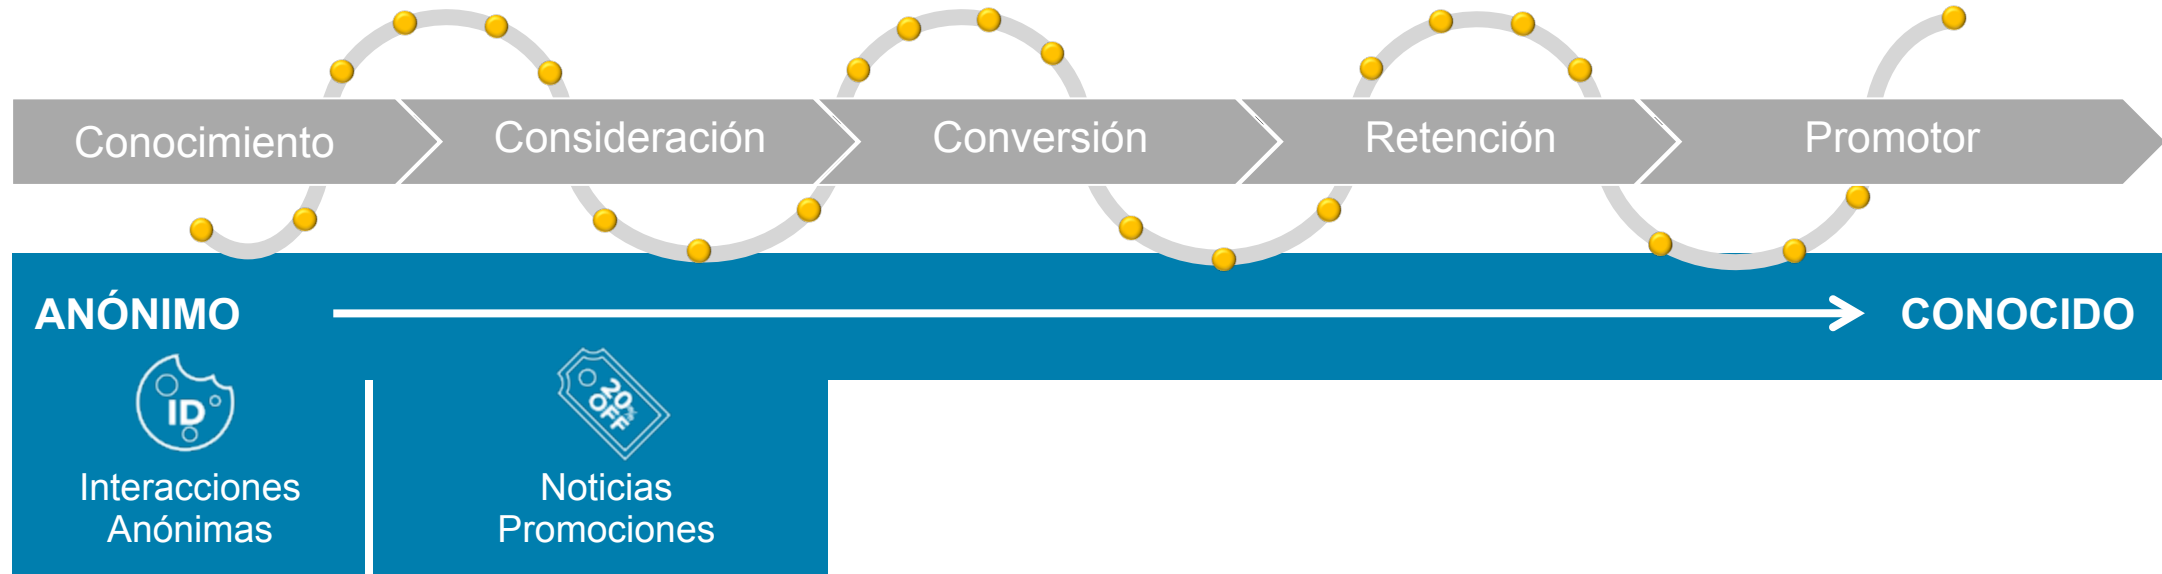 Conocimiento
Consideración
Conversión
Retención
Promotor
ANÓNIMO
CONOCIDO
ID
20%
OFF
Interacciones
Anónimas
Noticias
Promociones